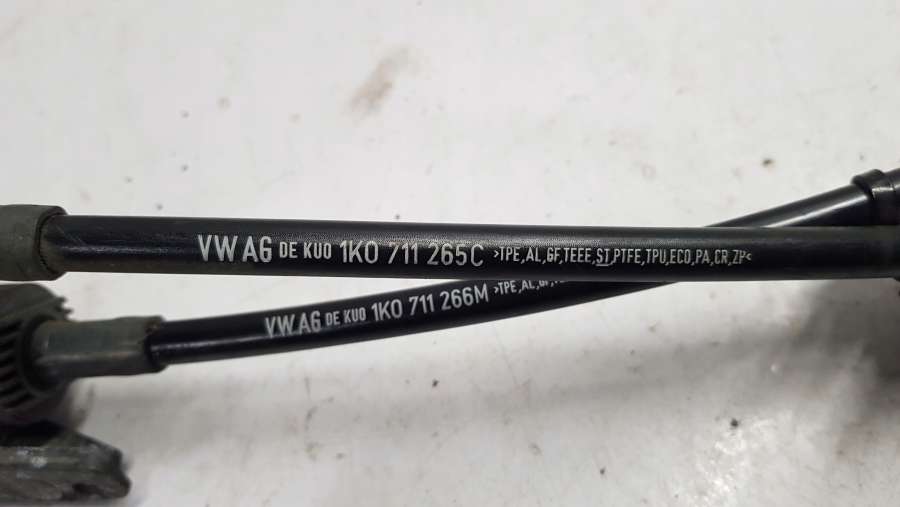 VW AG DE KUO 1K0 711 265C >TPE,AL,GF,TEEE,ST,PTFE,TPU,ECO,PA,CR,ZP<
VW AG DE KUO 1K0 711 266M >TPE,AL,GF,